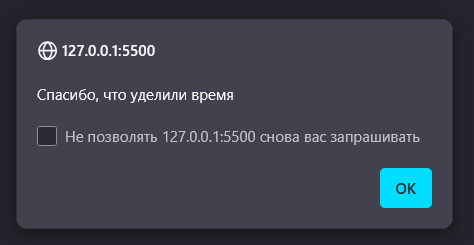 127.0.0.1:5500
Спасибо, что уделили время
Не позволять 127.0.0.1:5500 снова вас запрашивать
OK